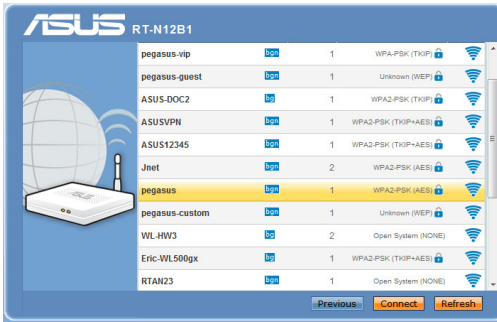 ASUS RT-N12B1
pegasus-vip bgn 1 WPA-PSK (TKIP)
pegasus-guest bgn 1 Unknown (WEP)
ASUS-DOC2 bg 1 WPA2-PSK (TKIP)
ASUSVPN bgn 1 WPA2-PSK (TKIP+AES)
ASUS12345 bgn 1 WPA2-PSK (TKIP+AES)
Jnet bgn 2 WPA2-PSK (AES)
pegasus bgn 1 WPA2-PSK (AES)
pegasus-custom bgn 1 Unknown (WEP)
WL-HW3 bg 2 Open System (NONE)
Eric-WL500gx bg 1 WPA2-PSK (TKIP+AES)
RTAN23 bgn 1 Open System (NONE)
ASUS
Previous Connect Refresh